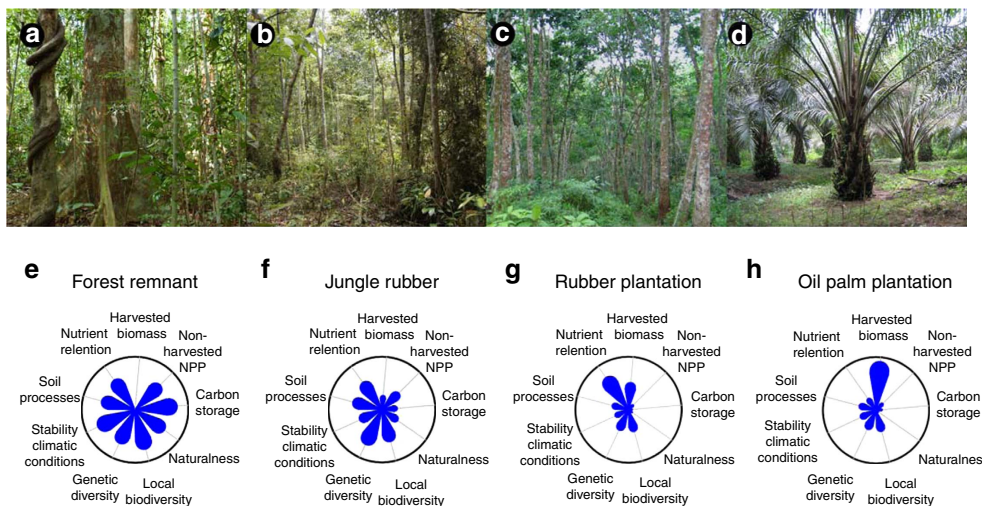 a
b
c
d
e
Forest remnant
Harvested
biomass
Non-
harvested
NPP
Carbon
storage
Naturalness
Local
biodiversity
Genetic
diversity
Stability
climatic
conditions
Soil
processes
Nutrient
relention
f
Jungle rubber
Harvested
biomass
Non-
harvested
NPP
Carbon
storage
Naturalness
Local
biodiversity
Genetic
diversity
Stability
climatic
conditions
Soil
processes
Nutrient
relention
g
Rubber plantation
Harvested
biomass
Non-
harvested
NPP
Carbon
storage
Naturalness
Local
biodiversity
Genetic
diversity
Stability
climatic
conditions
Soil
processes
Nutrient
relention
h
Oil palm plantation
Harvested
biomass
Non-
harvested
NPP
Carbon
storage
Naturalness
Local
biodiversity
Genetic
diversity
Stability
climatic
conditions
Soil
processes
Nutrient
relention